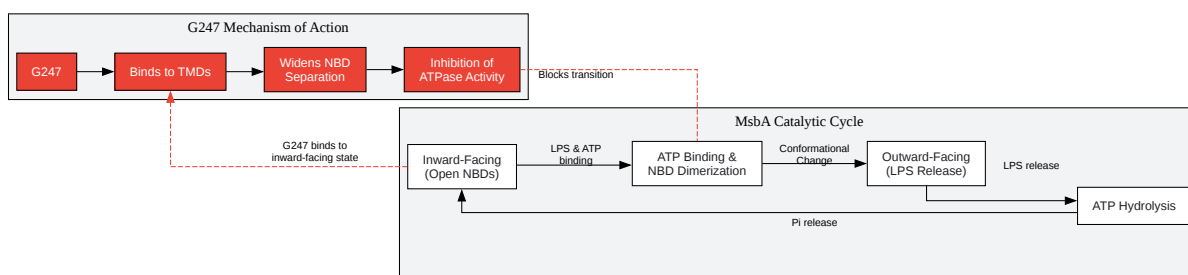 G247 Mechanism of Action
G247
Binds to TMDs
Widens NBD
Separation
Inhibition of
ATPase Activity
Blocks transition
MsbA Catalytic Cycle
G247 binds to
inward-facing state
Inward-Facing
(Open NBDs)
LPS & ATP
binding
ATP Binding &
NBD Dimerization
Conformational
Change
Outward-Facing
(LPS Release)
LPS release
ATP Hydrolysis
Pi release